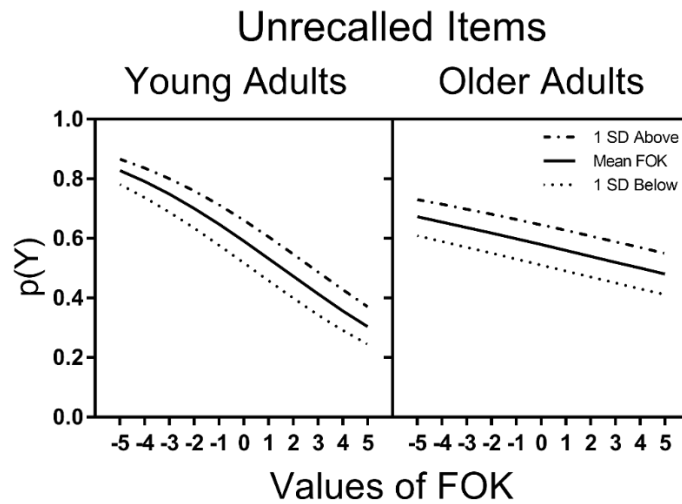 Unrecalled Items
Young Adults
Older Adults
1 SD Above
Mean FOK
1 SD Below
p(Y)
1.0
0.8
0.6
0.4
0.2
0.0
-5 -4 -3 -2 -1 0 1 2 3 4 5
-5 -4 -3 -2 -1 0 1 2 3 4 5
Values of FOK